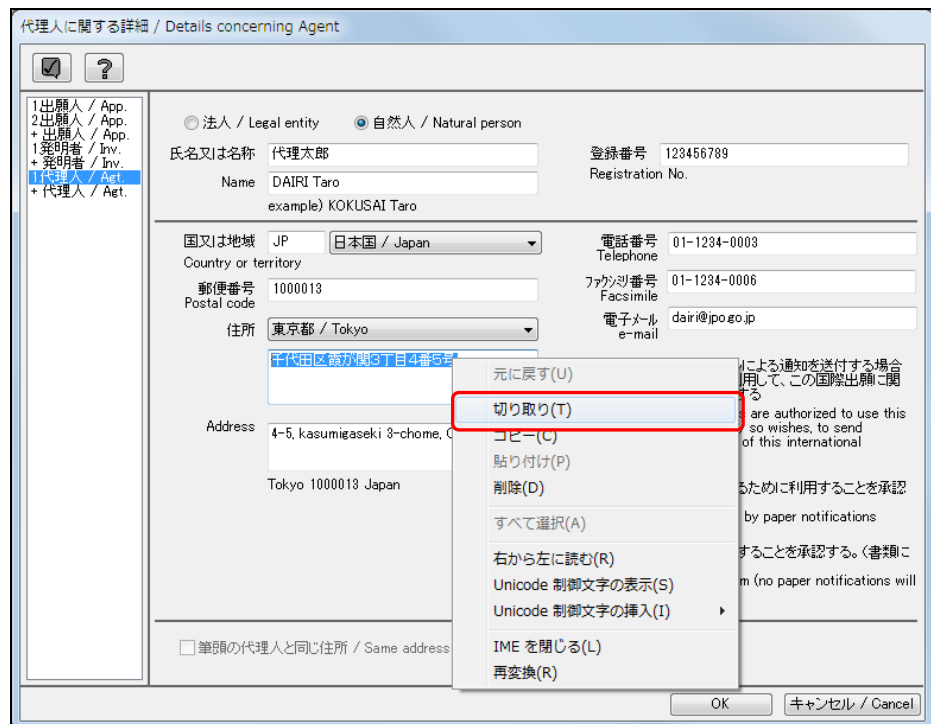 代理人に関する詳細 / Details concerning Agent
?
1出願人 / App.
2出願人 / App.
+ 出願人 / App.
1発明者 / Inv.
+ 発明者 / Inv.
1代理人 / Agt.
+ 代理人 / Agt.
法人 / Legal entity
自然人 / Natural person
氏名又は名称 代理太郎
登録番号 123456789
Registration No.
Name DAIRI Taro
example) KOKUSAI Taro
国又は地域 JP 日本国 / Japan
Country or territory
電話番号 01-1234-0003
Telephone
郵便番号 1000013
Postal code
ファクシミリ番号 01-1234-0006
Facsimile
住所 東京都 / Tokyo
電子メール dairi@jpo.go.jp
e-mail
千代田区霞が関3丁目4番5号
Address 4-5, kasumigaseki 3-chome, C
Tokyo 1000013 Japan
による通知を送付する場合
用して、この国際出願に関
する
are authorized to use this
so wishes, to send
of this international
るために利用することを承認
by paper notifications
することを承認する。(書類に
m (no paper notifications will
元に戻す(U)
切り取り(T)
コピー(C)
貼り付け(P)
削除(D)
すべて選択(A)
右から左に読む(R)
Unicode 制御文字の表示(S)
Unicode 制御文字の挿入(I)
IME を閉じる(L)
再変換(R)
筆頭の代理人と同じ住所 / Same address
OK
キャンセル / Cancel